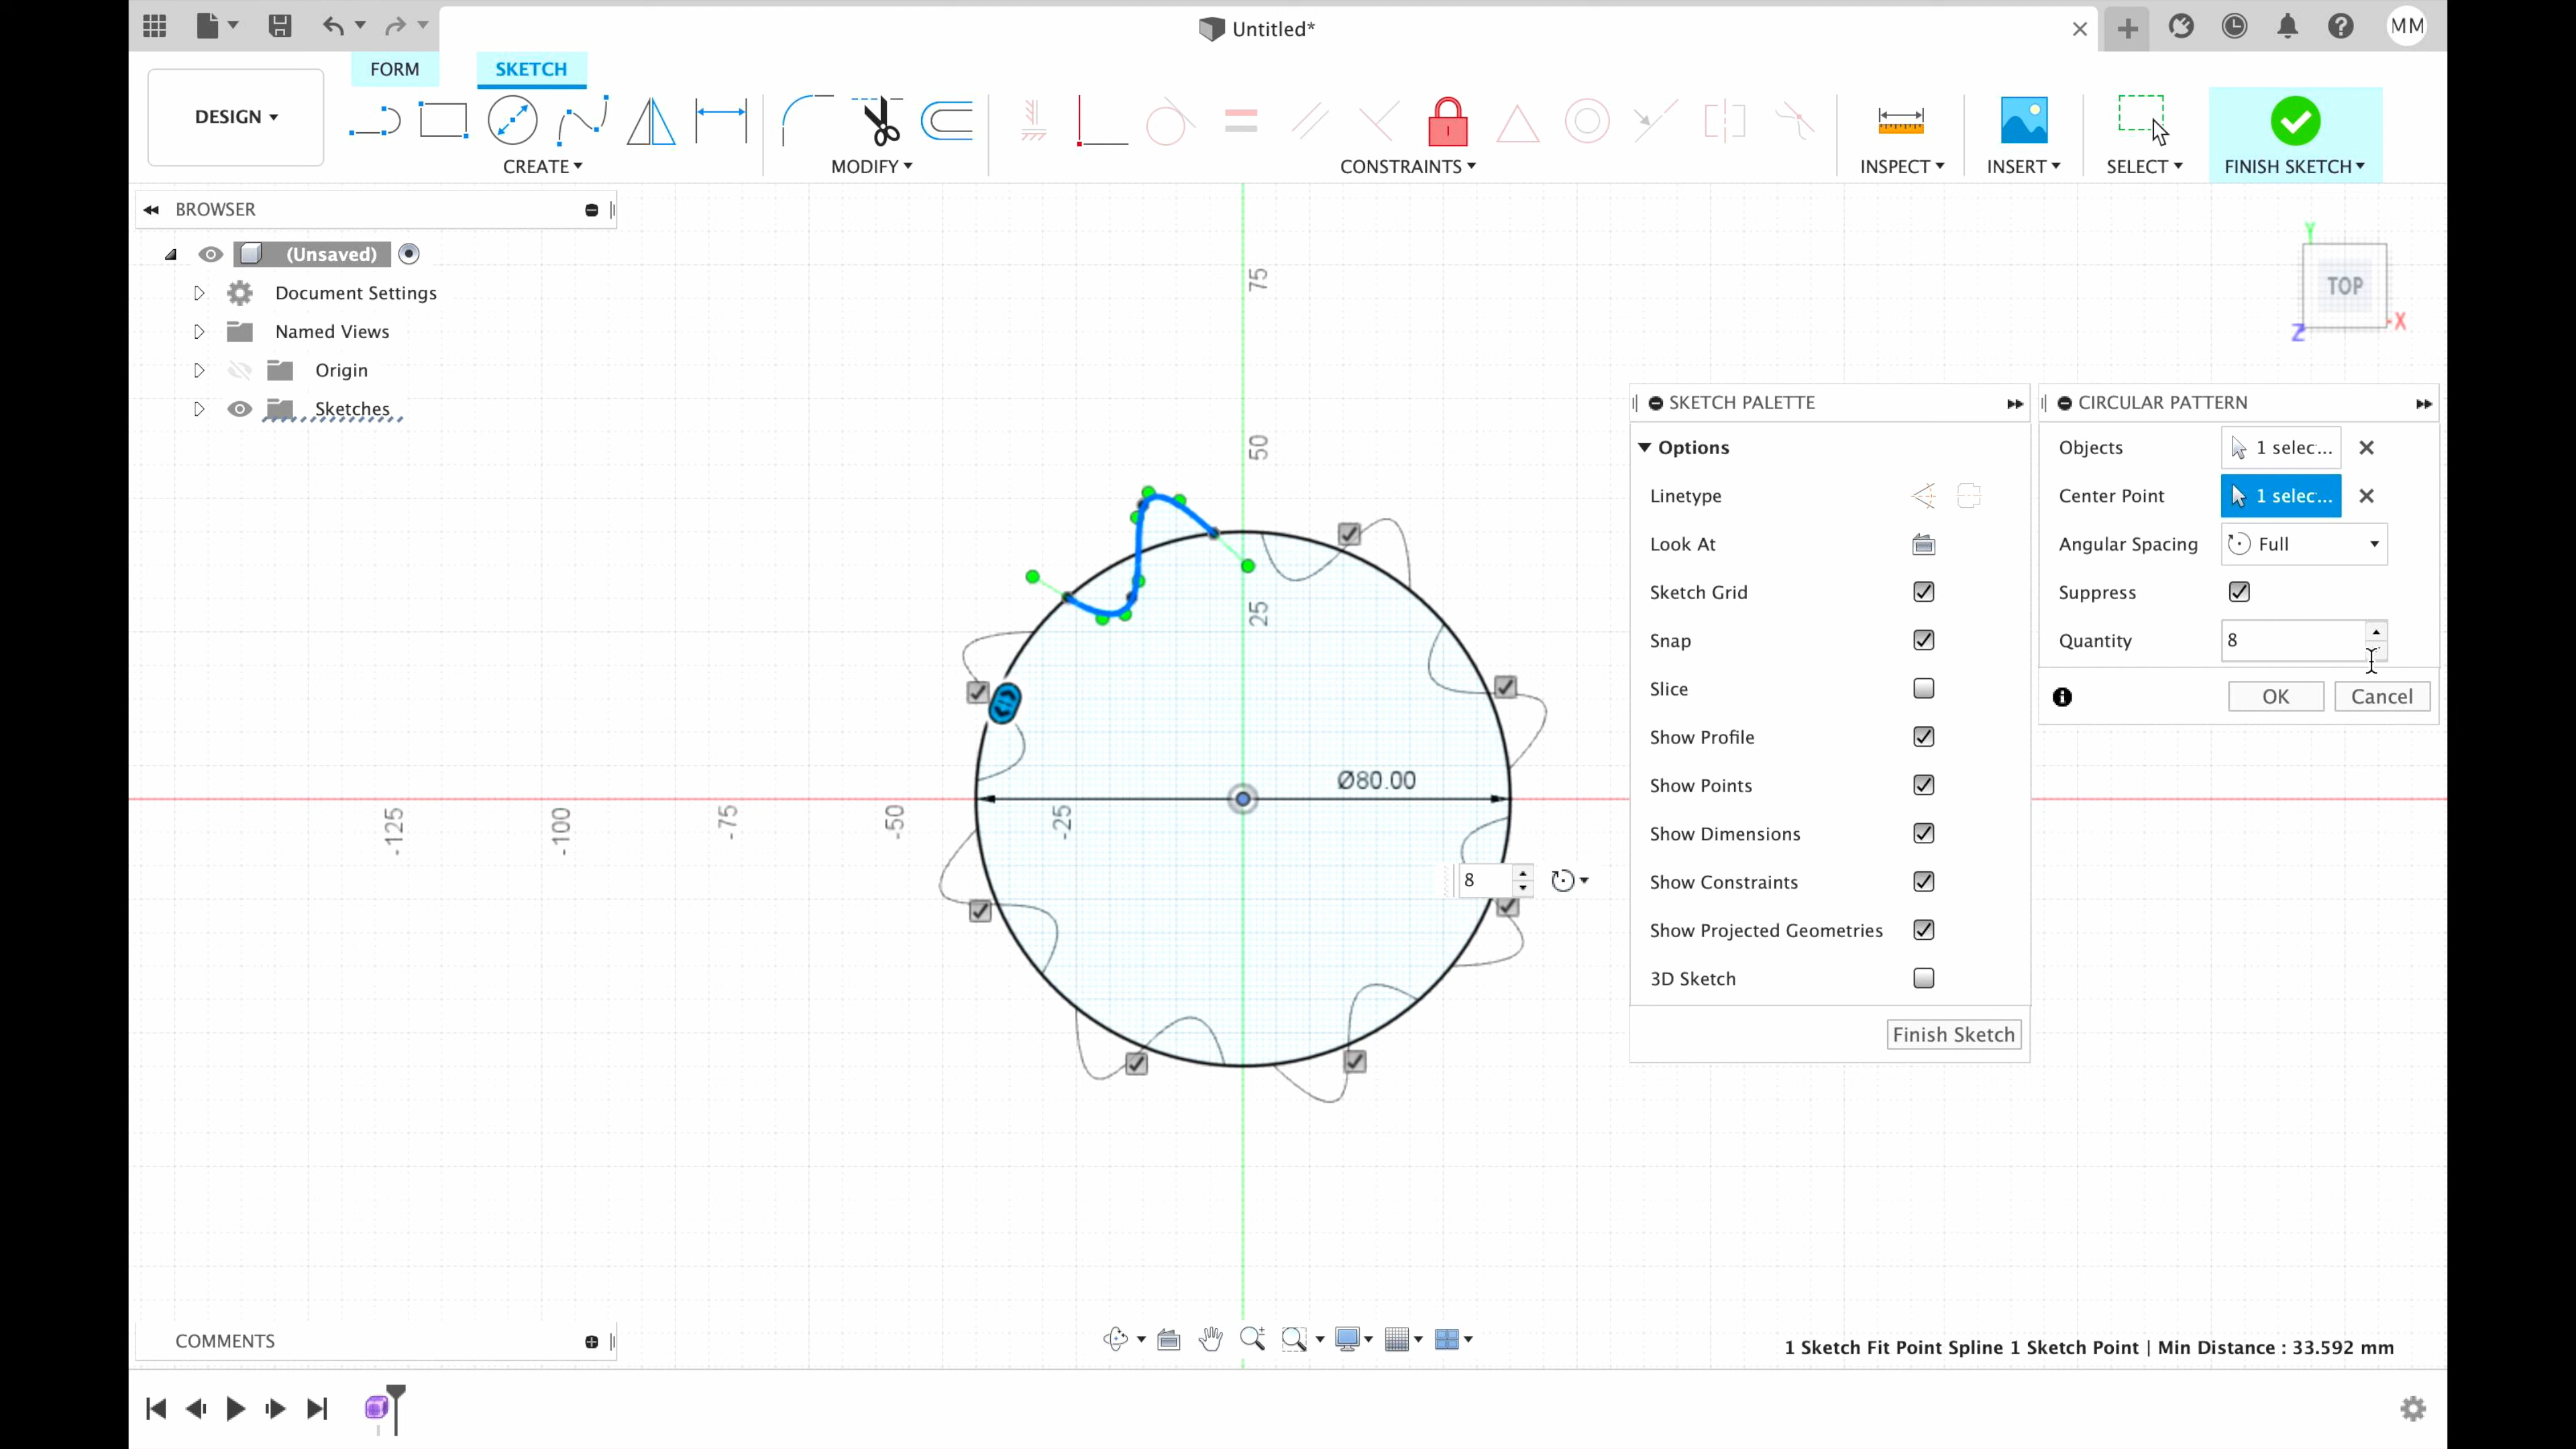 Untitled*
MM
FORM
SKETCH
DESIGN
CREATE
MODIFY
CONSTRAINTS
INSPECT
INSERT
SELECT
FINISH SKETCH
BROWSER
(Unsaved)
Document Settings
Named Views
Origin
Sketches
Y
TOP
X
Z
75
50
25
-125
-100
-75
-50
-25
Ø80.00
8
SKETCH PALETTE
Options
Linetype
Look At
Sketch Grid
Snap
Slice
Show Profile
Show Points
Show Dimensions
Show Constraints
Show Projected Geometries
3D Sketch
Finish Sketch
CIRCULAR PATTERN
Objects 1 selec...
Center Point 1 selec...
Angular Spacing Full
Suppress
Quantity 8
OK Cancel
COMMENTS
1 Sketch Fit Point Spline 1 Sketch Point | Min Distance : 33.592 mm